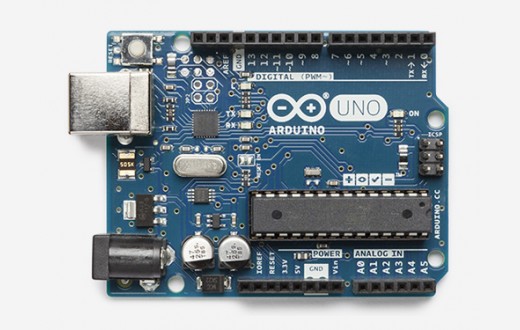 RESET
AREF
GND
13
12
~11
~10
~9
8
7
~6
~5
4
~3
2
TX→1
RX←0
DIGITAL (PWM~)
UNO
ARDUINO
TX
RX
ON
ICSP
ARDUINO.CC
POWER
ANALOG IN
IOREF
RESET
3.3V
5V
GND
Vin
A0
A1
A2
A3
A4
A5